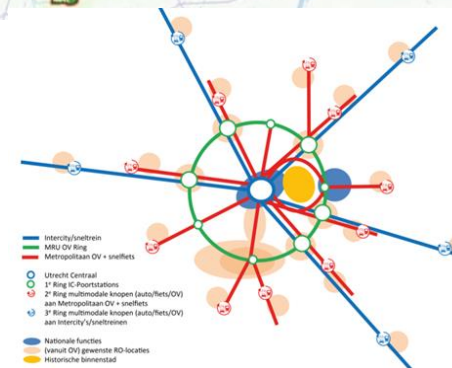 Intercity/sneltrein
MRU OV Ring
Metropolitaan OV + snelfiets
Utrecht Centraal
1e Ring IC-Poortstations
2e Ring multimodale knopen (auto/fiets/OV)
aan Metropolitaan OV + snelfiets
3e Ring multimodale knopen (auto/fiets/OV)
aan Intercity's/sneltreinen
Nationale functies
(vanuit OV) gewenste RO-locaties
Historische binnenstad